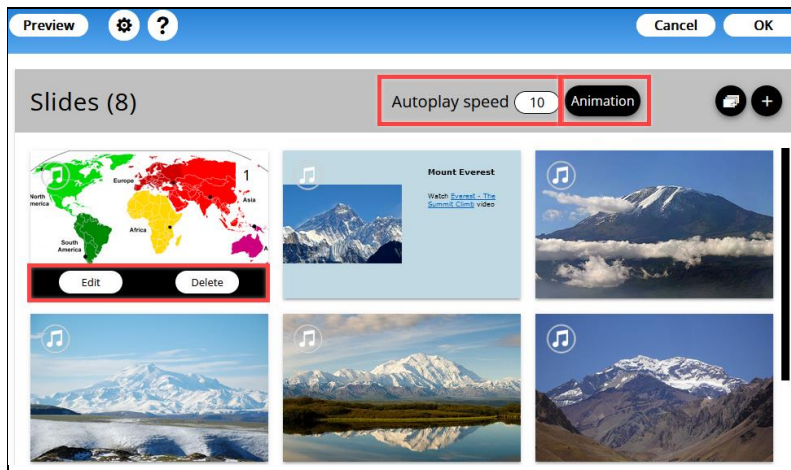 Preview ? Cancel OK
Slides (8) Autoplay speed 10 Animation +
1
Europe
North
merica
Asia
Africa
South
America
A
Edit Delete
Mount Everest
Watch Everest - The
Summit Climb video